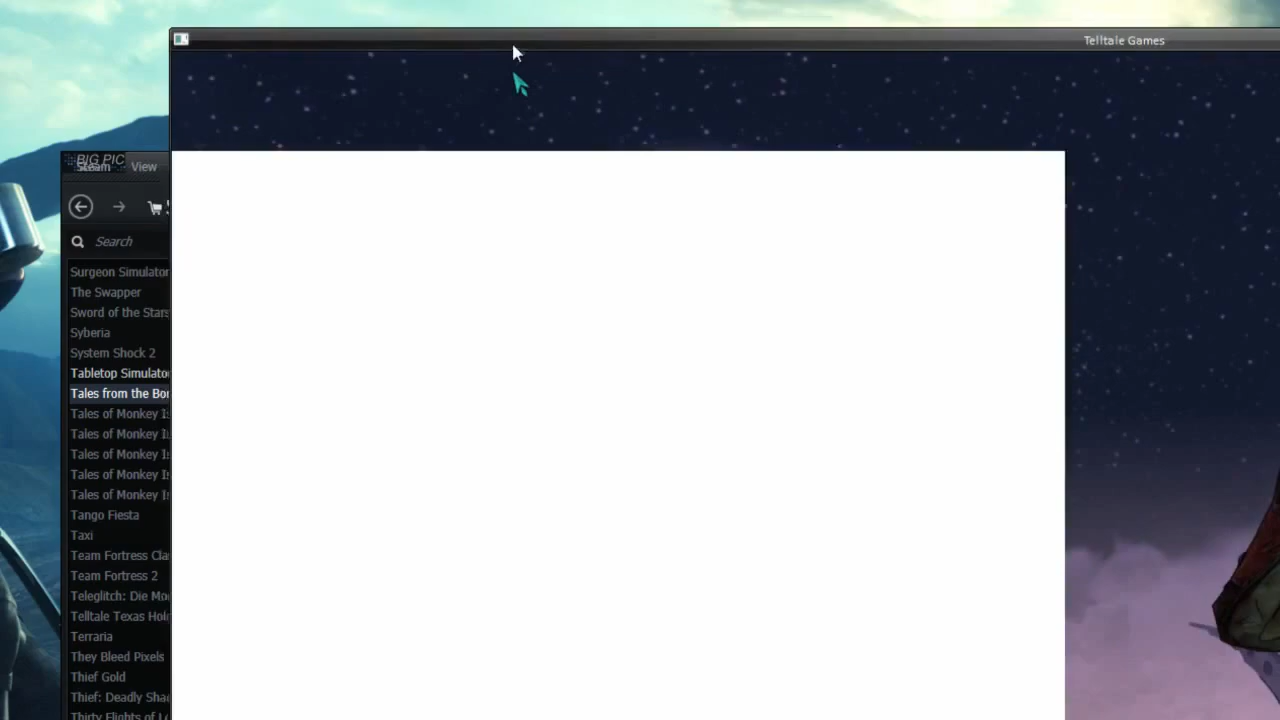 Telltale Games
BIG PIC
Steam View
Search
Surgeon Simulator
The Swapper
Sword of the Stars
Syberia
System Shock 2
Tabletop Simulator
Tales from the Bor
Tales of Monkey I
Tales of Monkey I
Tales of Monkey I
Tales of Monkey I
Tales of Monkey I
Tango Fiesta
Taxi
Team Fortress Cla
Team Fortress 2
Teleglitch: Die Mo
Telltale Texas Hol
Terraria
They Bleed Pixels
Thief Gold
Thief: Deadly Sha
Thirty Flights of L